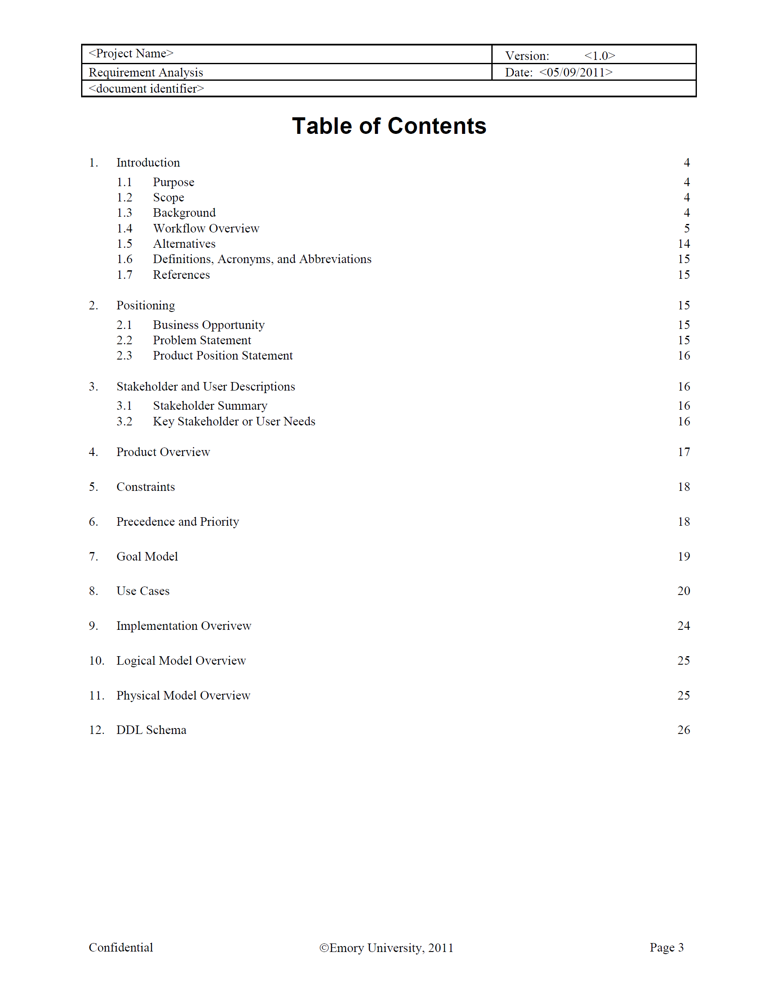 <Project Name> Version: <1.0>
Requirement Analysis Date: <05/09/2011>
<document identifier>
Table of Contents
1. Introduction 4
1.1 Purpose 4
1.2 Scope 4
1.3 Background 4
1.4 Workflow Overview 5
1.5 Alternatives 14
1.6 Definitions, Acronyms, and Abbreviations 15
1.7 References 15
2. Positioning 15
2.1 Business Opportunity 15
2.2 Problem Statement 15
2.3 Product Position Statement 16
3. Stakeholder and User Descriptions 16
3.1 Stakeholder Summary 16
3.2 Key Stakeholder or User Needs 16
4. Product Overview 17
5. Constraints 18
6. Precedence and Priority 18
7. Goal Model 19
8. Use Cases 20
9. Implementation Overivew 24
10. Logical Model Overview 25
11. Physical Model Overview 25
12. DDL Schema 26
Confidential ©Emory University, 2011 Page 3